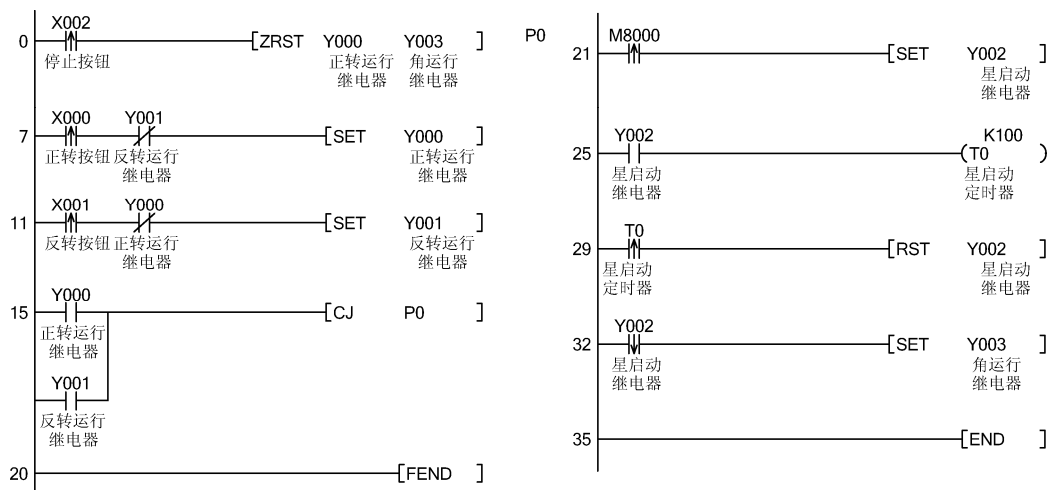 X002
0 [ZRST Y000 Y003 ]
停止按钮 正转运行 角运行
继电器 继电器
X000 Y001
7 [SET Y000 ]
正转按钮 反转运行 正转运行
继电器 继电器
X001 Y000
11 [SET Y001 ]
反转按钮 正转运行 反转运行
继电器 继电器
Y000
15 [CJ P0 ]
正转运行
继电器
Y001
反转运行
继电器
20 [FEND ]
P0
M8000
21 [SET Y002 ]
星启动
继电器
Y002 K100
25 (T0 )
星启动 星启动
继电器 定时器
T0
29 [RST Y002 ]
星启动 星启动
定时器 继电器
Y002
32 [SET Y003 ]
星启动 角运行
继电器 继电器
35 [END ]